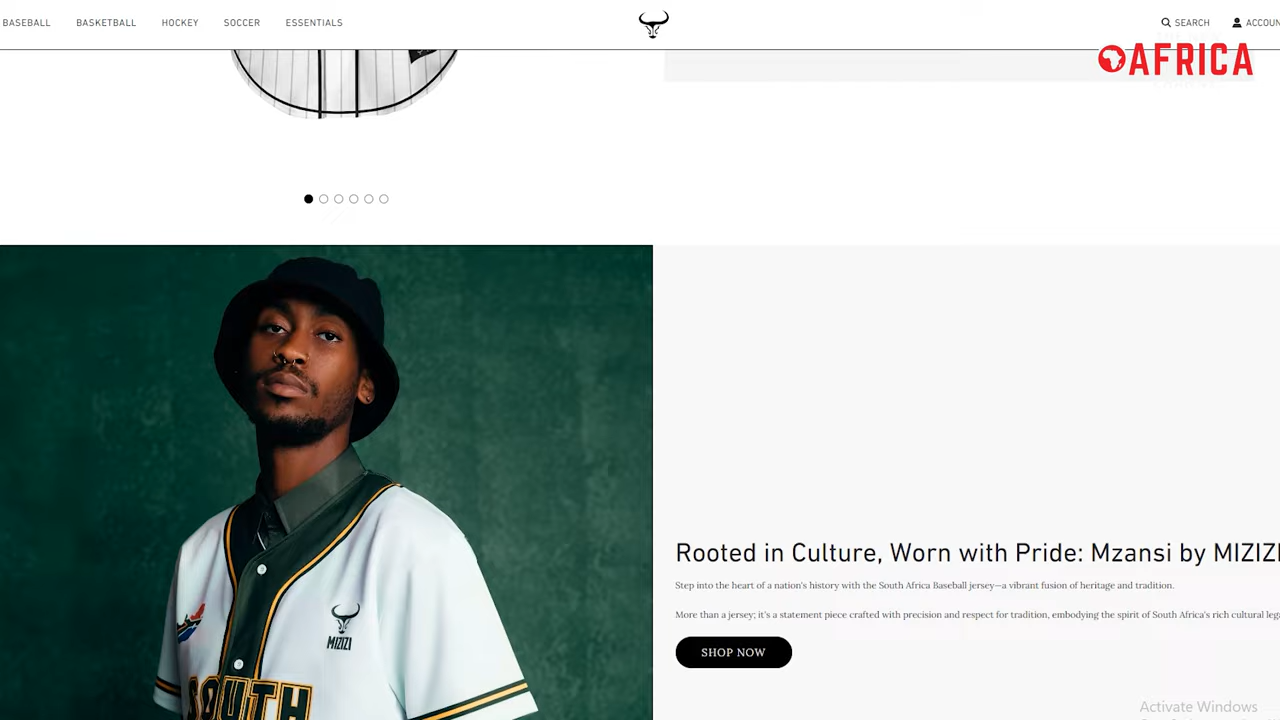 BASEBALL BASKETBALL HOCKEY SOCCER ESSENTIALS SEARCH ACCOUN
AFRICA
Rooted in Culture, Worn with Pride: Mzansi by MIZIZI
Step into the heart of a nation's history with the South Africa Baseball jersey—a vibrant fusion of heritage and tradition.
More than a jersey; it's a statement piece crafted with precision and respect for tradition, embodying the spirit of South Africa's rich cultural lega
MIZIZI
SHOP NOW
SOUTH
Activate Windows